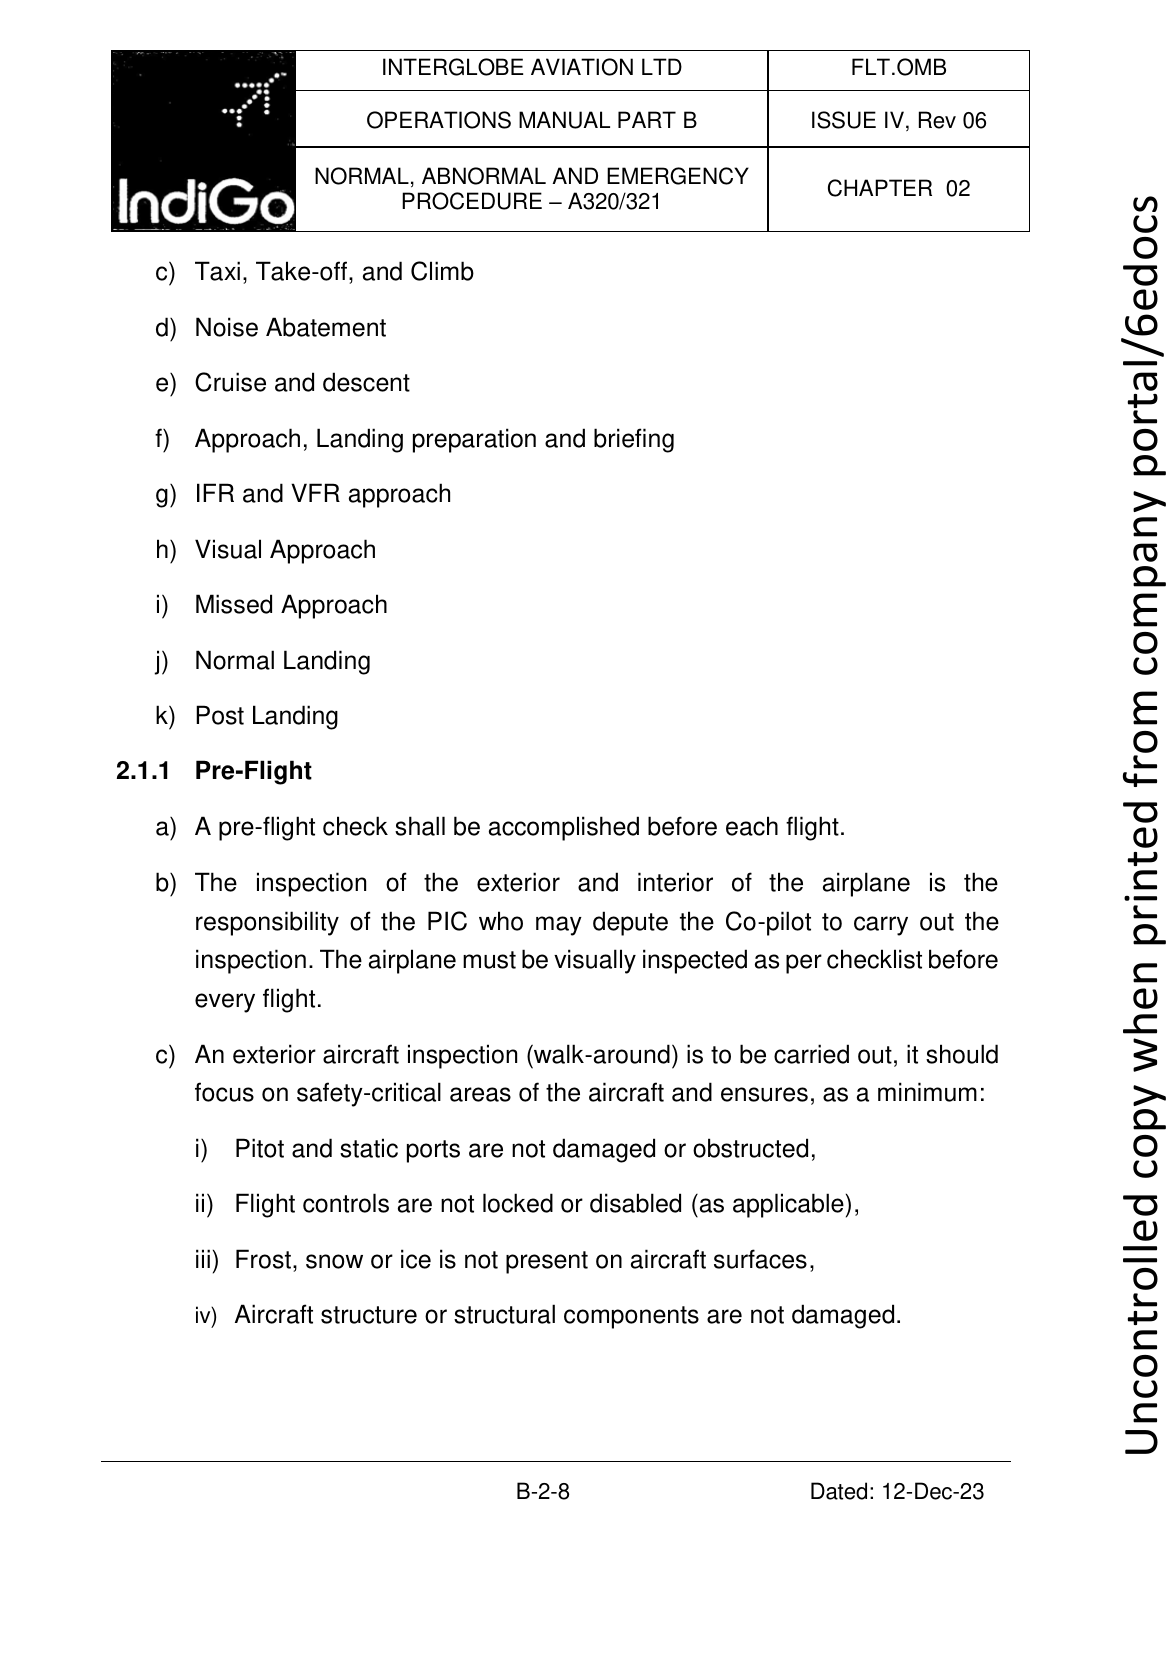 INTERGLOBE AVIATION LTD
FLT.OMB
OPERATIONS MANUAL PART B
ISSUE IV, Rev 06
IndiGo
NORMAL, ABNORMAL AND EMERGENCY
PROCEDURE – A320/321
CHAPTER 02
c) Taxi, Take-off, and Climb
d) Noise Abatement
e) Cruise and descent
f) Approach, Landing preparation and briefing
g) IFR and VFR approach
h) Visual Approach
i) Missed Approach
j) Normal Landing
k) Post Landing
2.1.1 Pre-Flight
a) A pre-flight check shall be accomplished before each flight.
b) The inspection of the exterior and interior of the airplane is the
responsibility of the PIC who may depute the Co-pilot to carry out the
inspection. The airplane must be visually inspected as per checklist before
every flight.
c) An exterior aircraft inspection (walk-around) is to be carried out, it should
focus on safety-critical areas of the aircraft and ensures, as a minimum:
i) Pitot and static ports are not damaged or obstructed,
ii) Flight controls are not locked or disabled (as applicable),
iii) Frost, snow or ice is not present on aircraft surfaces,
iv) Aircraft structure or structural components are not damaged.
B-2-8
Dated: 12-Dec-23
Uncontrolled copy when printed from company portal/6edocs